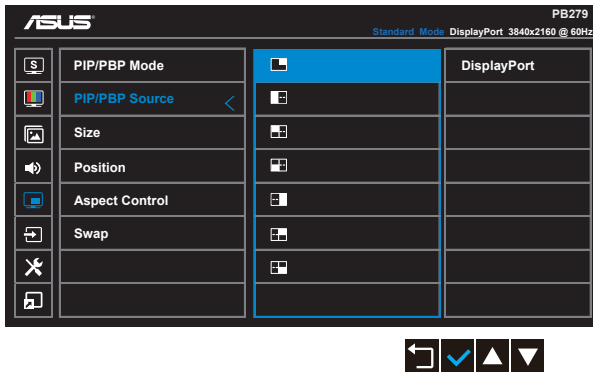 ASUS
PB279
Standard Mode DisplayPort 3840x2160 @ 60Hz
S
PIP/PBP Mode
DisplayPort
PIP/PBP Source
Size
Position
Aspect Control
Swap